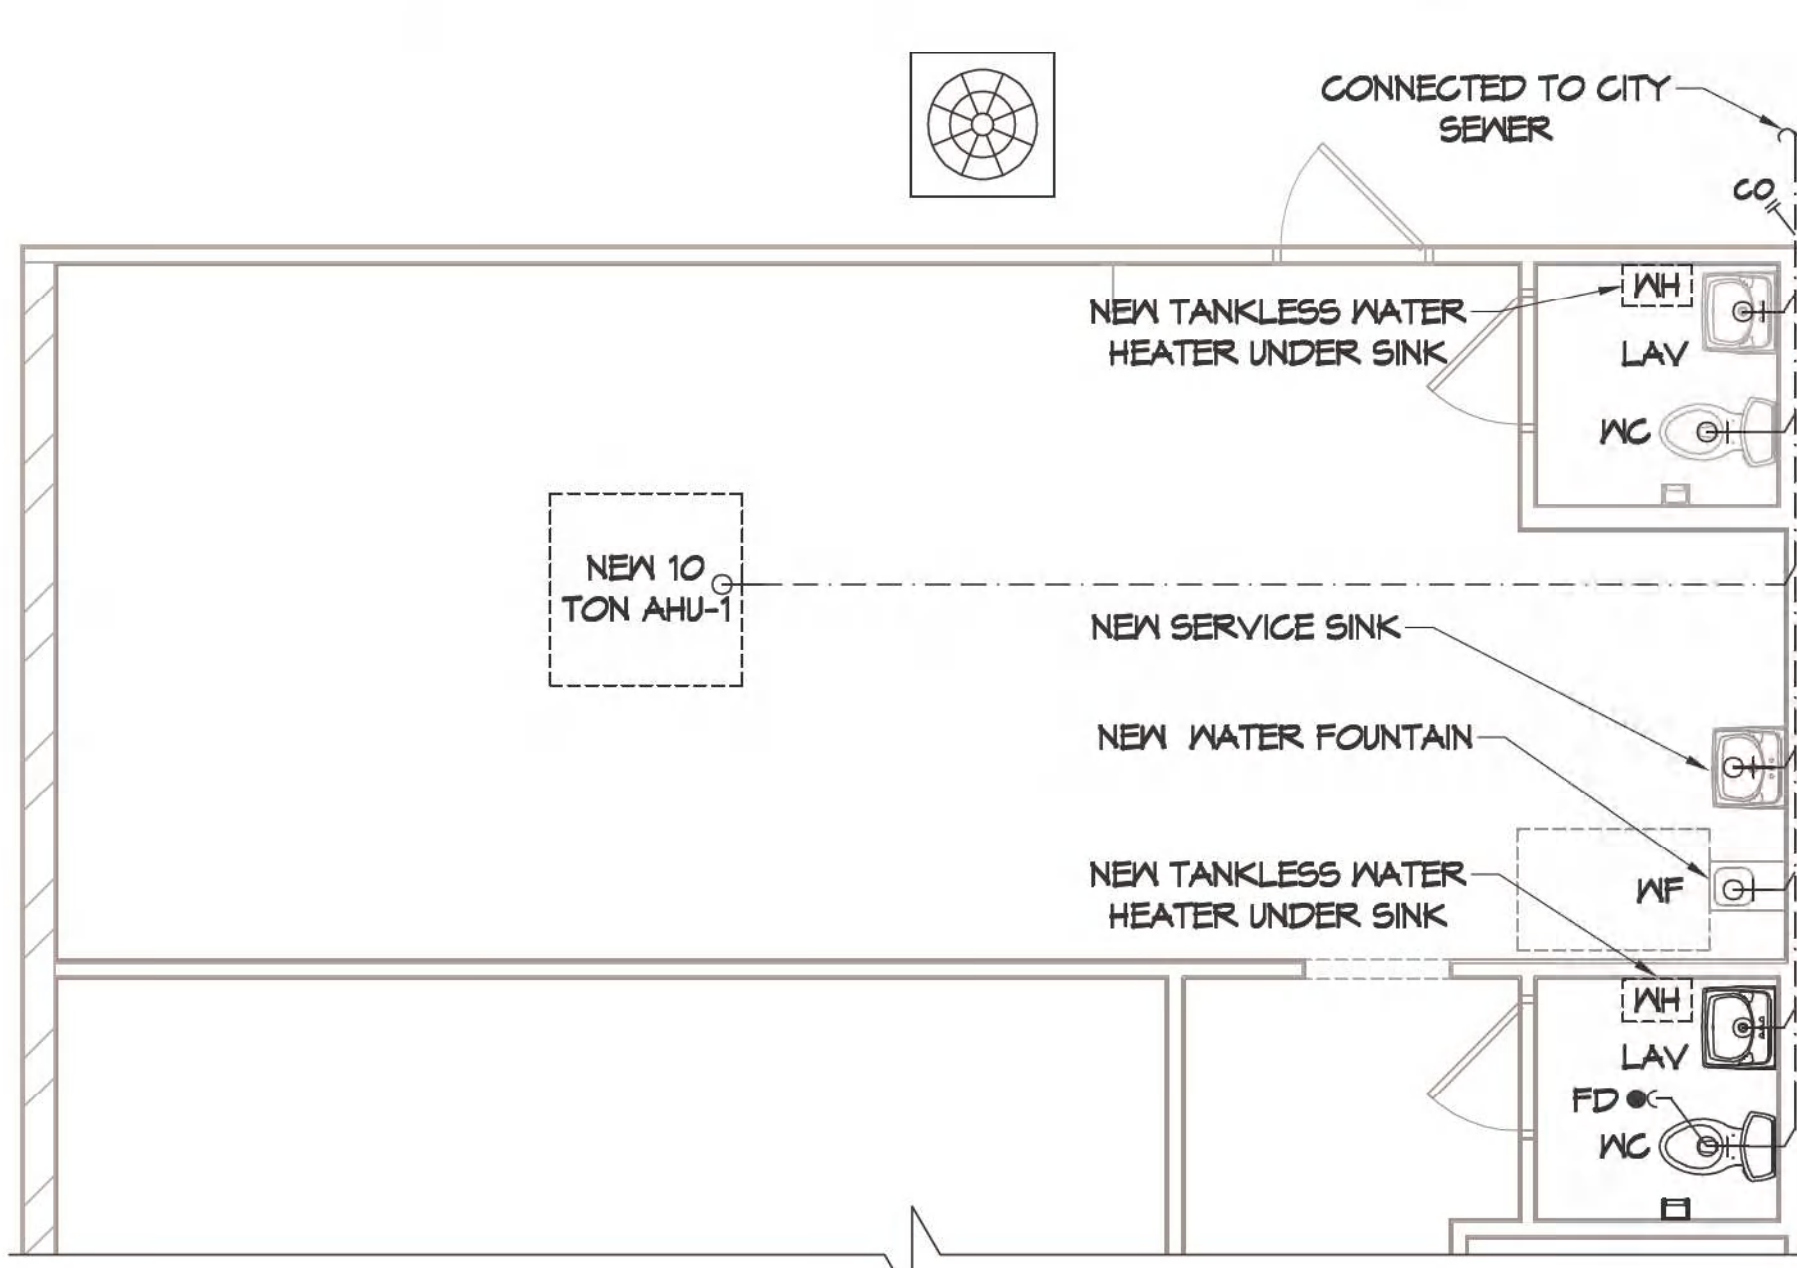 CONNECTED TO CITY
SEWER
CO
NEW TANKLESS WATER
HEATER UNDER SINK
WH
LAV
WC
NEW 10
TON AHU-1
NEW SERVICE SINK
NEW WATER FOUNTAIN
NEW TANKLESS WATER
HEATER UNDER SINK
WF
WH
LAV
FD
WC